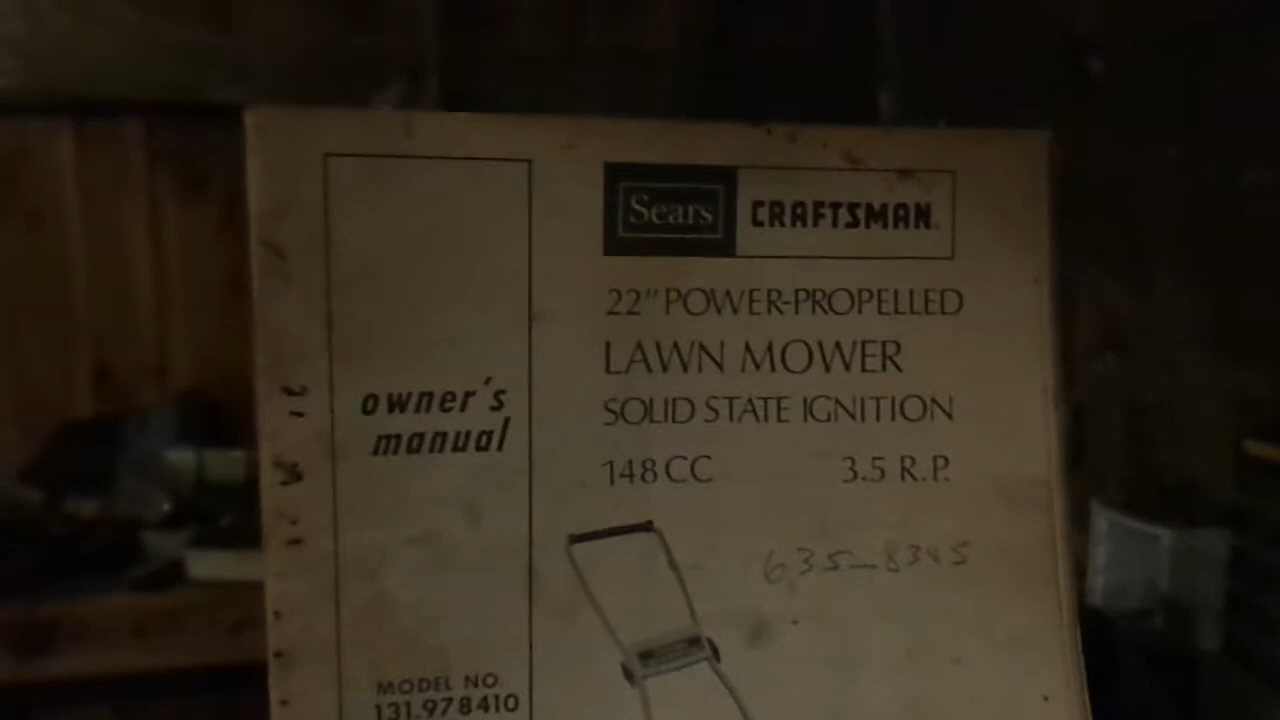 Sears CRAFTSMAN.
22" POWER-PROPELLED
LAWN MOWER
SOLID STATE IGNITION
148 CC 3.5 R.P.
owner's
manual
635-8345
MODEL NO.
131.978410